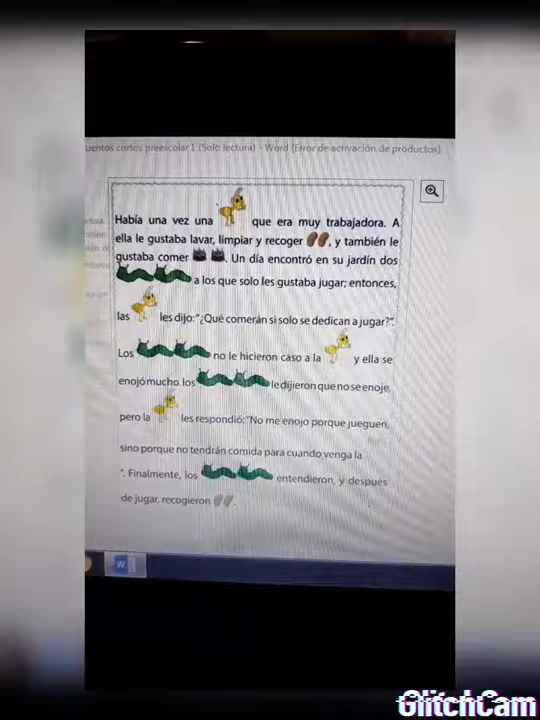 uentos cortos preescolar 1 (Solo lectura) - Word (Error de activación de productos)
Había una vez una que era muy trabajadora. A
ella le gustaba lavar, limpiar y recoger , y también le
gustaba comer . Un día encontró en su jardín dos
a los que solo les gustaba jugar; entonces,
las les dijo: "¿Qué comerán si solo se dedican a jugar?".
Los no le hicieron caso a la y ella se
enojó mucho. los le dijieron que no se enoje,
pero la les respondió: "No me enojo porque jueguen,
sino porque no tendrán comida para cuando venga la
". Finalmente, los entendieron, y después
de jugar, recogieron .
W
GlitchCam